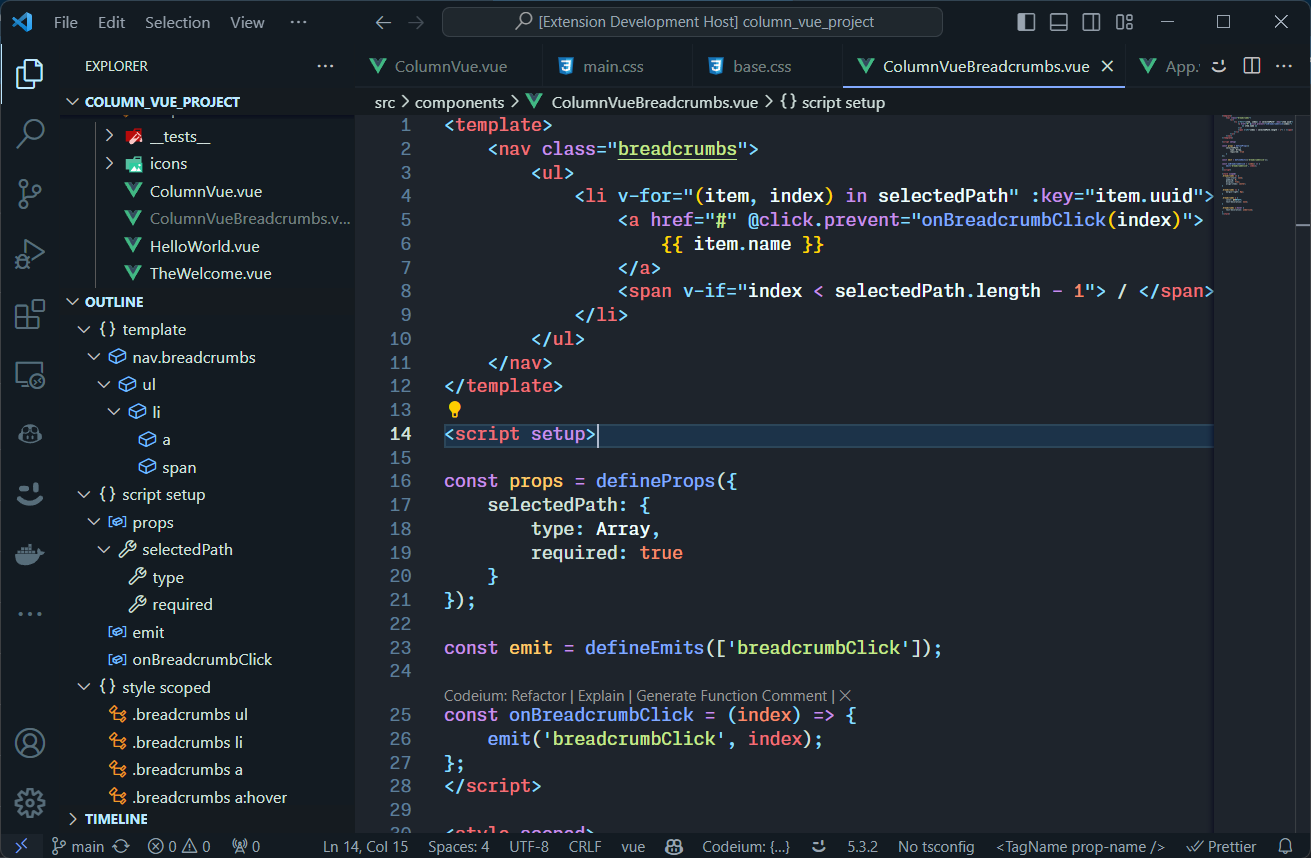 File Edit Selection View ··· [Extension Development Host] column_vue_project
EXPLORER ···
ColumnVue.vue main.css base.css ColumnVueBreadcrumbs.vue App.
COLUMN_VUE_PROJECT
src > components > ColumnVueBreadcrumbs.vue > {} script setup
__tests__
icons
ColumnVue.vue
ColumnVueBreadcrumbs.v...
HelloWorld.vue
TheWelcome.vue
OUTLINE
{} template
nav.breadcrumbs
ul
li
a
span
{} script setup
props
selectedPath
type
required
emit
onBreadcrumbClick
{} style scoped
.breadcrumbs ul
.breadcrumbs li
.breadcrumbs a
.breadcrumbs a:hover
TIMELINE
1 <template>
2 <nav class="breadcrumbs">
3 <ul>
4 <li v-for="(item, index) in selectedPath" :key="item.uuid">
5 <a href="#" @click.prevent="onBreadcrumbClick(index)">
6 {{ item.name }}
7 </a>
8 <span v-if="index < selectedPath.length - 1"> / </span>
9 </li>
10 </ul>
11 </nav>
12 </template>
13
14 <script setup>
15
16 const props = defineProps({
17 selectedPath: {
18 type: Array,
19 required: true
20 }
21 });
22
23 const emit = defineEmits(['breadcrumbClick']);
24
Codeium: Refactor | Explain | Generate Function Comment | ×
25 const onBreadcrumbClick = (index) => {
26 emit('breadcrumbClick', index);
27 };
28 </script>
29
30 <style scoped>
main 0 0 0 Ln 14, Col 15 Spaces: 4 UTF-8 CRLF vue Codeium: {...} 5.3.2 No tsconfig <TagName prop-name /> Prettier